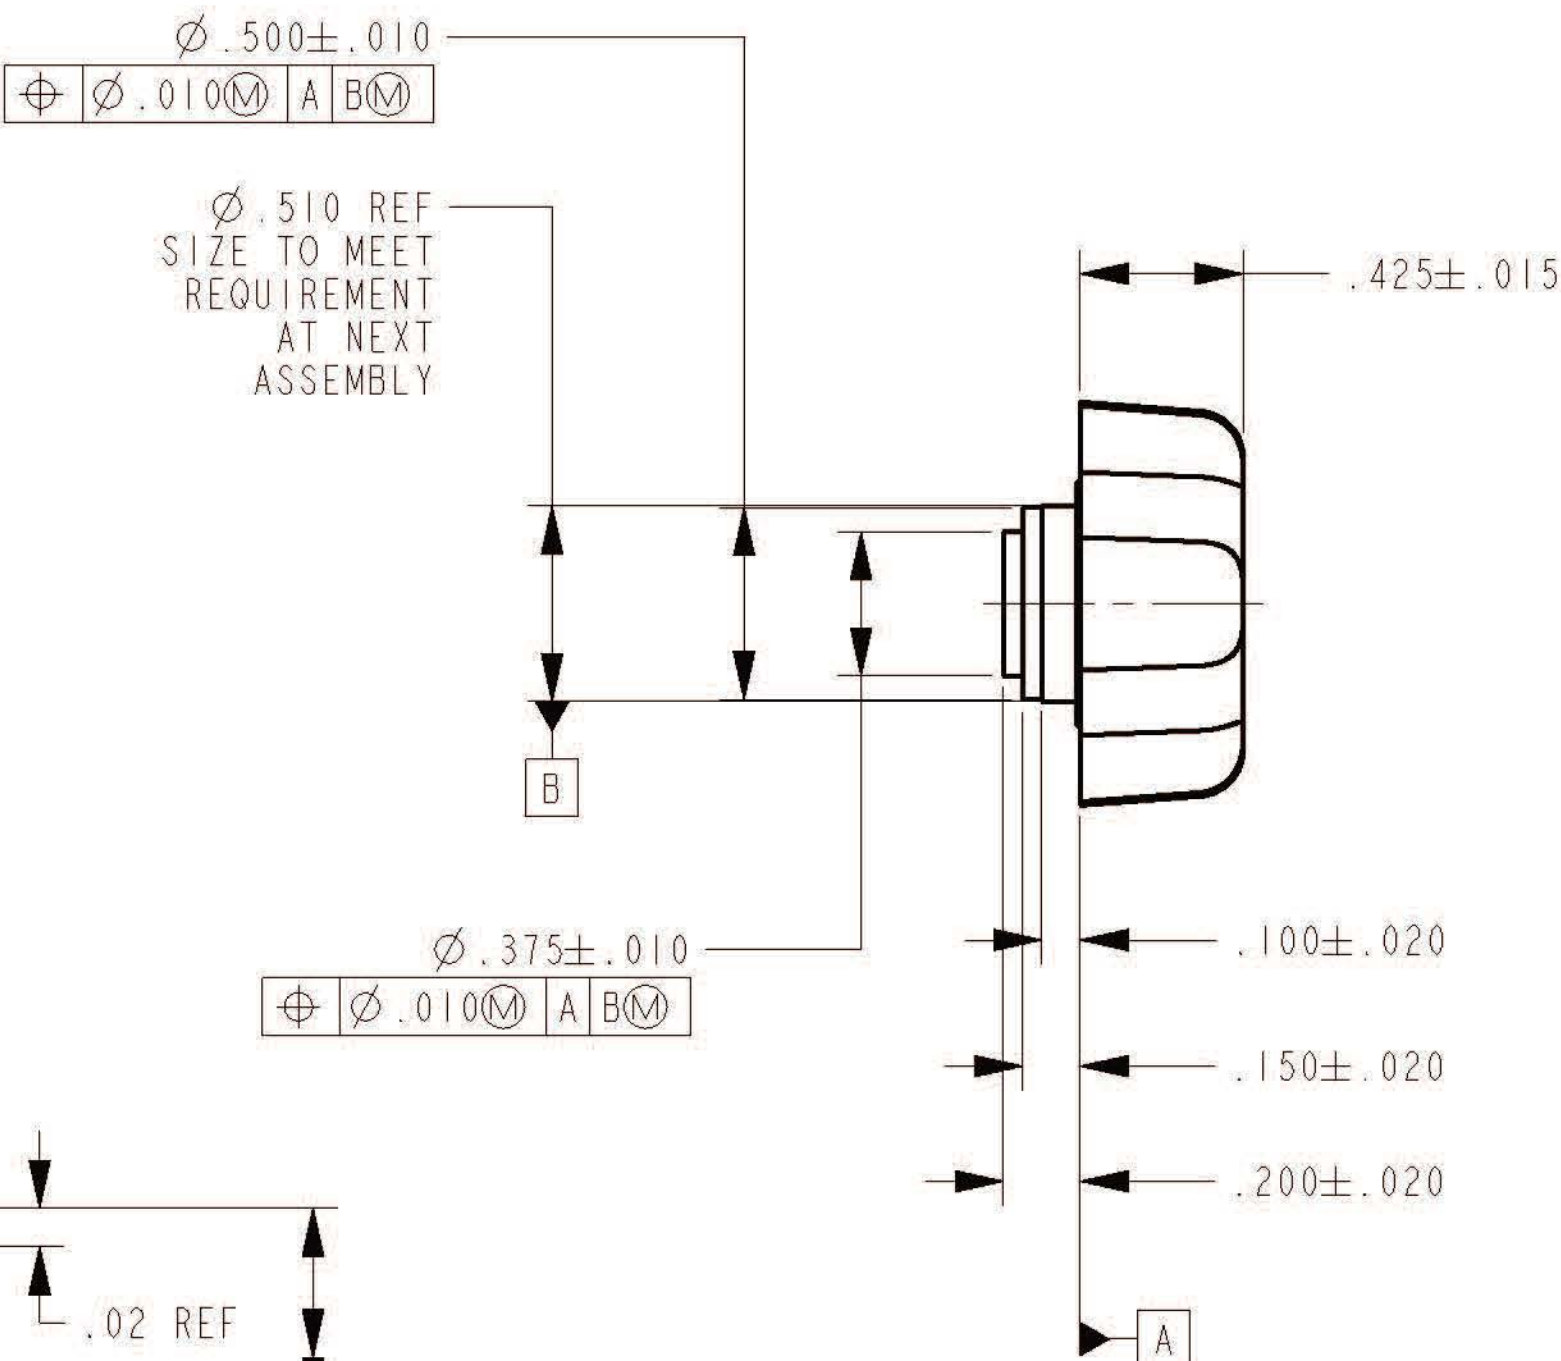 Ø.500±.010
⌖ Ø.010Ⓜ A BⓂ
Ø.510 REF
SIZE TO MEET
REQUIREMENT
AT NEXT
ASSEMBLY
.425±.015
B
Ø.375±.010
⌖ Ø.010Ⓜ A BⓂ
.100±.020
.150±.020
.200±.020
.02 REF
A